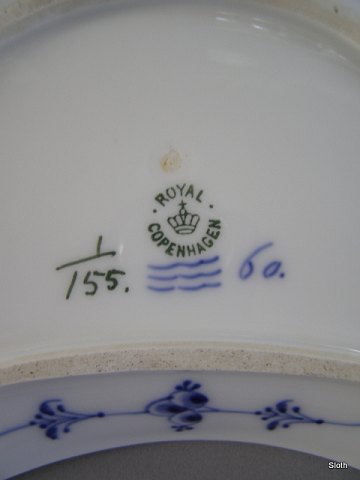 ROYAL
COPENHAGEN
1
155.
60.
Sloth